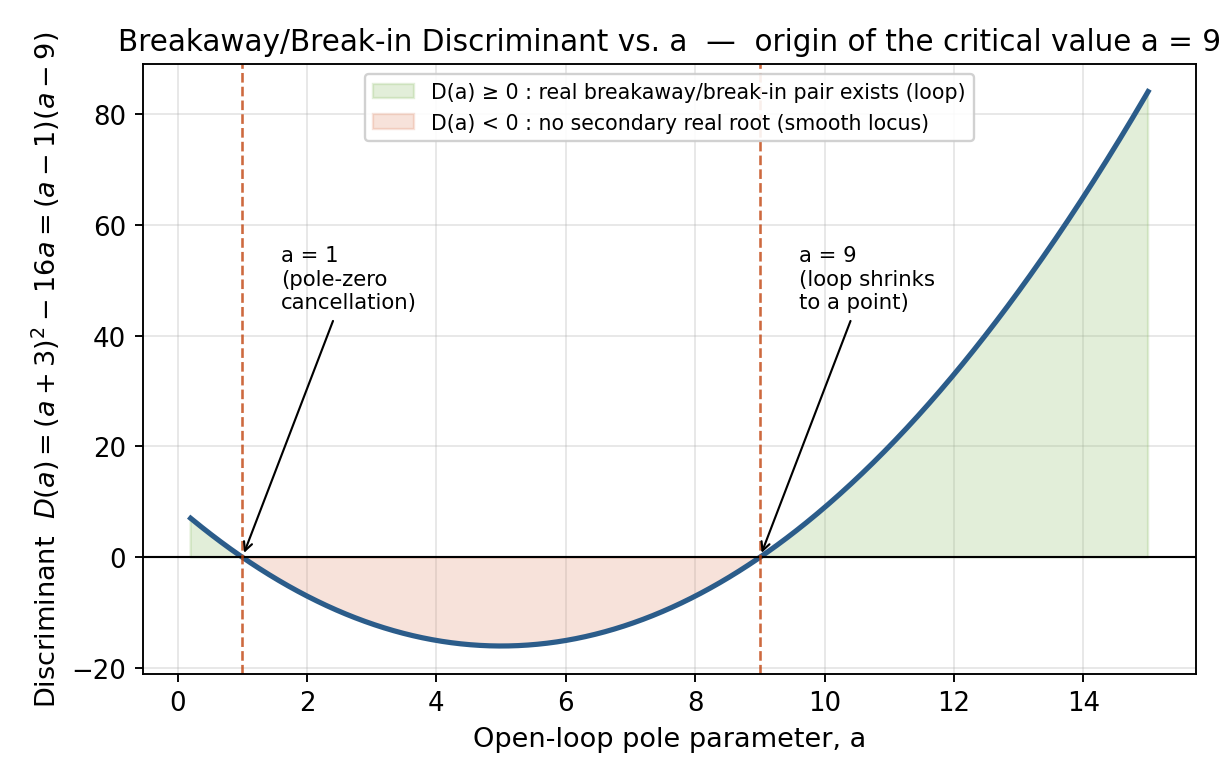 Breakaway/Break-in Discriminant vs. a — origin of the critical value a = 9
D(a) ≥ 0 : real breakaway/break-in pair exists (loop)
D(a) < 0 : no secondary real root (smooth locus)
Discriminant D(a) = (a + 3)² − 16a = (a − 1)(a − 9)
80
60
40
20
0
−20
a = 1
(pole-zero
cancellation)
a = 9
(loop shrinks
to a point)
0 2 4 6 8 10 12 14
Open-loop pole parameter, a